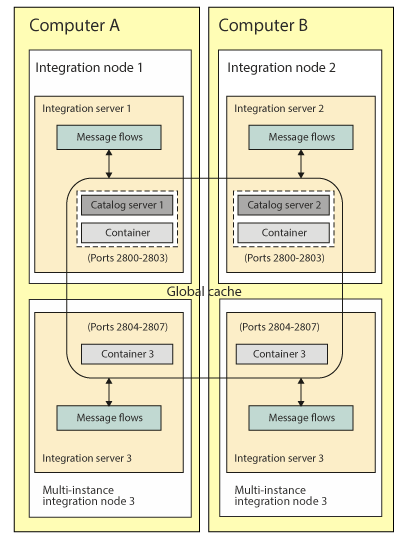 Computer A
Integration node 1
Integration server 1
Message flows
Catalog server 1
Container
(Ports 2800-2803)
Computer B
Integration node 2
Integration server 2
Message flows
Catalog server 2
Container
(Ports 2800-2803)
Global cache
(Ports 2804-2807)
Container 3
Message flows
Integration server 3
Multi-instance
integration node 3
(Ports 2804-2807)
Container 3
Message flows
Integration server 3
Multi-instance
integration node 3